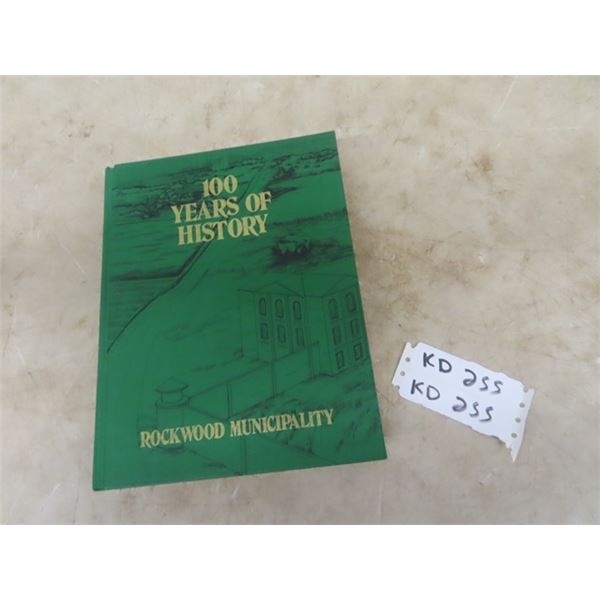 100
YEARS OF
HISTORY
ROCKWOOD MUNICIPALITY
KD 255
KD 255